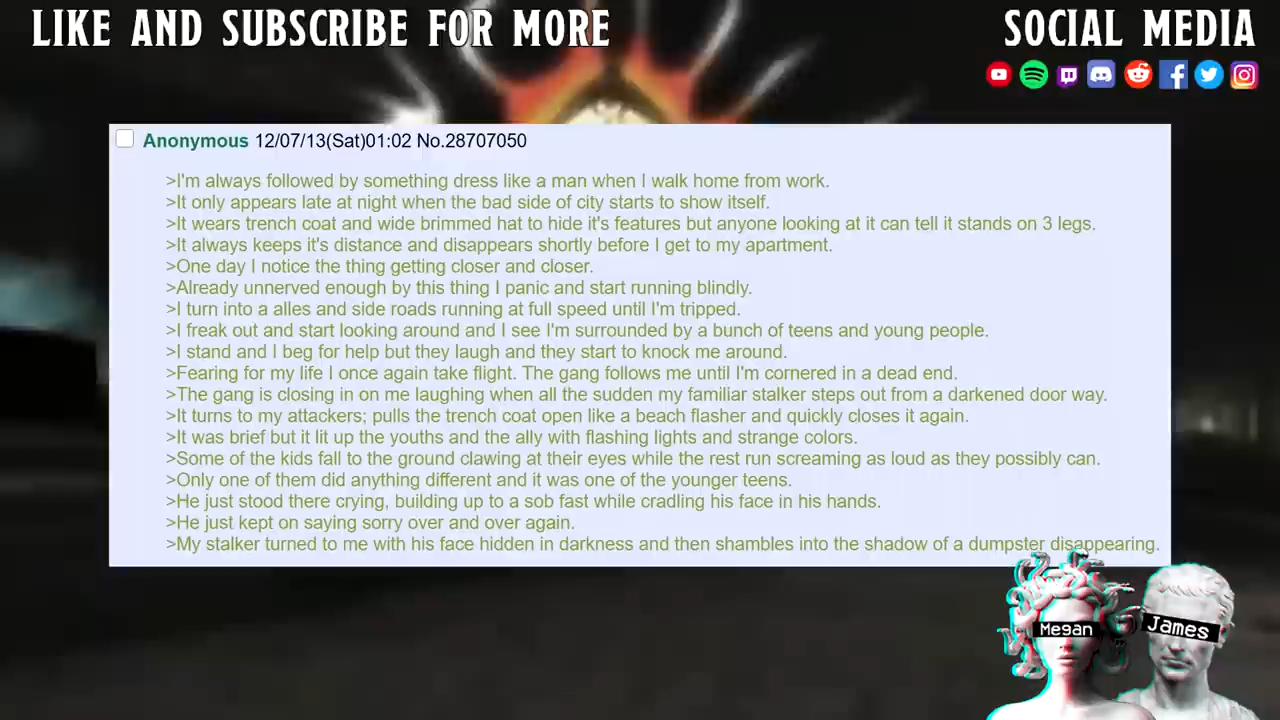 LIKE AND SUBSCRIBE FOR MORE
SOCIAL MEDIA
Anonymous 12/07/13(Sat)01:02 No.28707050
>I'm always followed by something dress like a man when I walk home from work.
>It only appears late at night when the bad side of city starts to show itself.
>It wears trench coat and wide brimmed hat to hide it's features but anyone looking at it can tell it stands on 3 legs.
>It always keeps it's distance and disappears shortly before I get to my apartment.
>One day I notice the thing getting closer and closer.
>Already unnerved enough by this thing I panic and start running blindly.
>I turn into a alles and side roads running at full speed until I'm tripped.
>I freak out and start looking around and I see I'm surrounded by a bunch of teens and young people.
>I stand and I beg for help but they laugh and they start to knock me around.
>Fearing for my life I once again take flight. The gang follows me until I'm cornered in a dead end.
>The gang is closing in on me laughing when all the sudden my familiar stalker steps out from a darkened door way.
>It turns to my attackers; pulls the trench coat open like a beach flasher and quickly closes it again.
>It was brief but it lit up the youths and the ally with flashing lights and strange colors.
>Some of the kids fall to the ground clawing at their eyes while the rest run screaming as loud as they possibly can.
>Only one of them did anything different and it was one of the younger teens.
>He just stood there crying, building up to a sob fast while cradling his face in his hands.
>He just kept on saying sorry over and over again.
>My stalker turned to me with his face hidden in darkness and then shambles into the shadow of a dumpster disappearing.
Megan
James